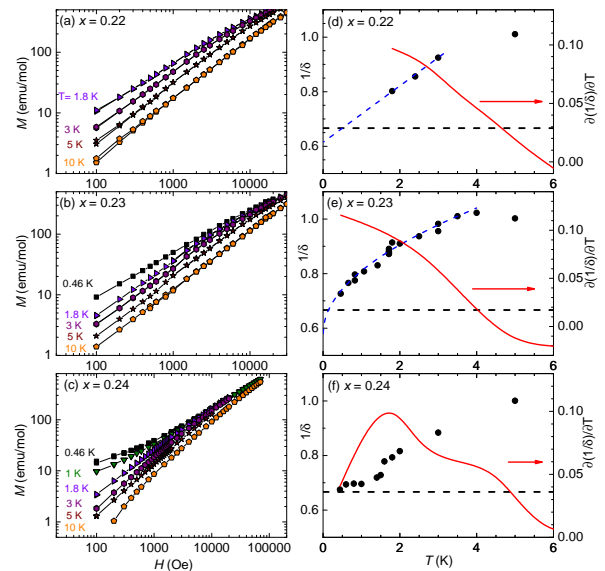 (a) x = 0.22
100
10
1
100
1000
10000
M (emu/mol)
T= 1.8 K
3 K
5 K
10 K
(d) x = 0.22
1.0
0.8
0.6
0
2
4
6
0.10
0.05
0.00
1/δ
∂(1/δ)/∂T
(b) x = 0.23
100
10
1
100
1000
10000
M (emu/mol)
0.46 K
1.8 K
3 K
5 K
10 K
(e) x = 0.23
1.0
0.8
0.6
0
2
4
6
0.10
0.05
0.00
1/δ
∂(1/δ)/∂T
(c) x = 0.24
100
10
1
100
1000
10000
100000
M (emu/mol)
0.46 K
1 K
1.8 K
3 K
5 K
10 K
H (Oe)
(f) x = 0.24
1.0
0.8
0.6
0
2
4
6
0.10
0.05
0.00
1/δ
∂(1/δ)/∂T
T (K)